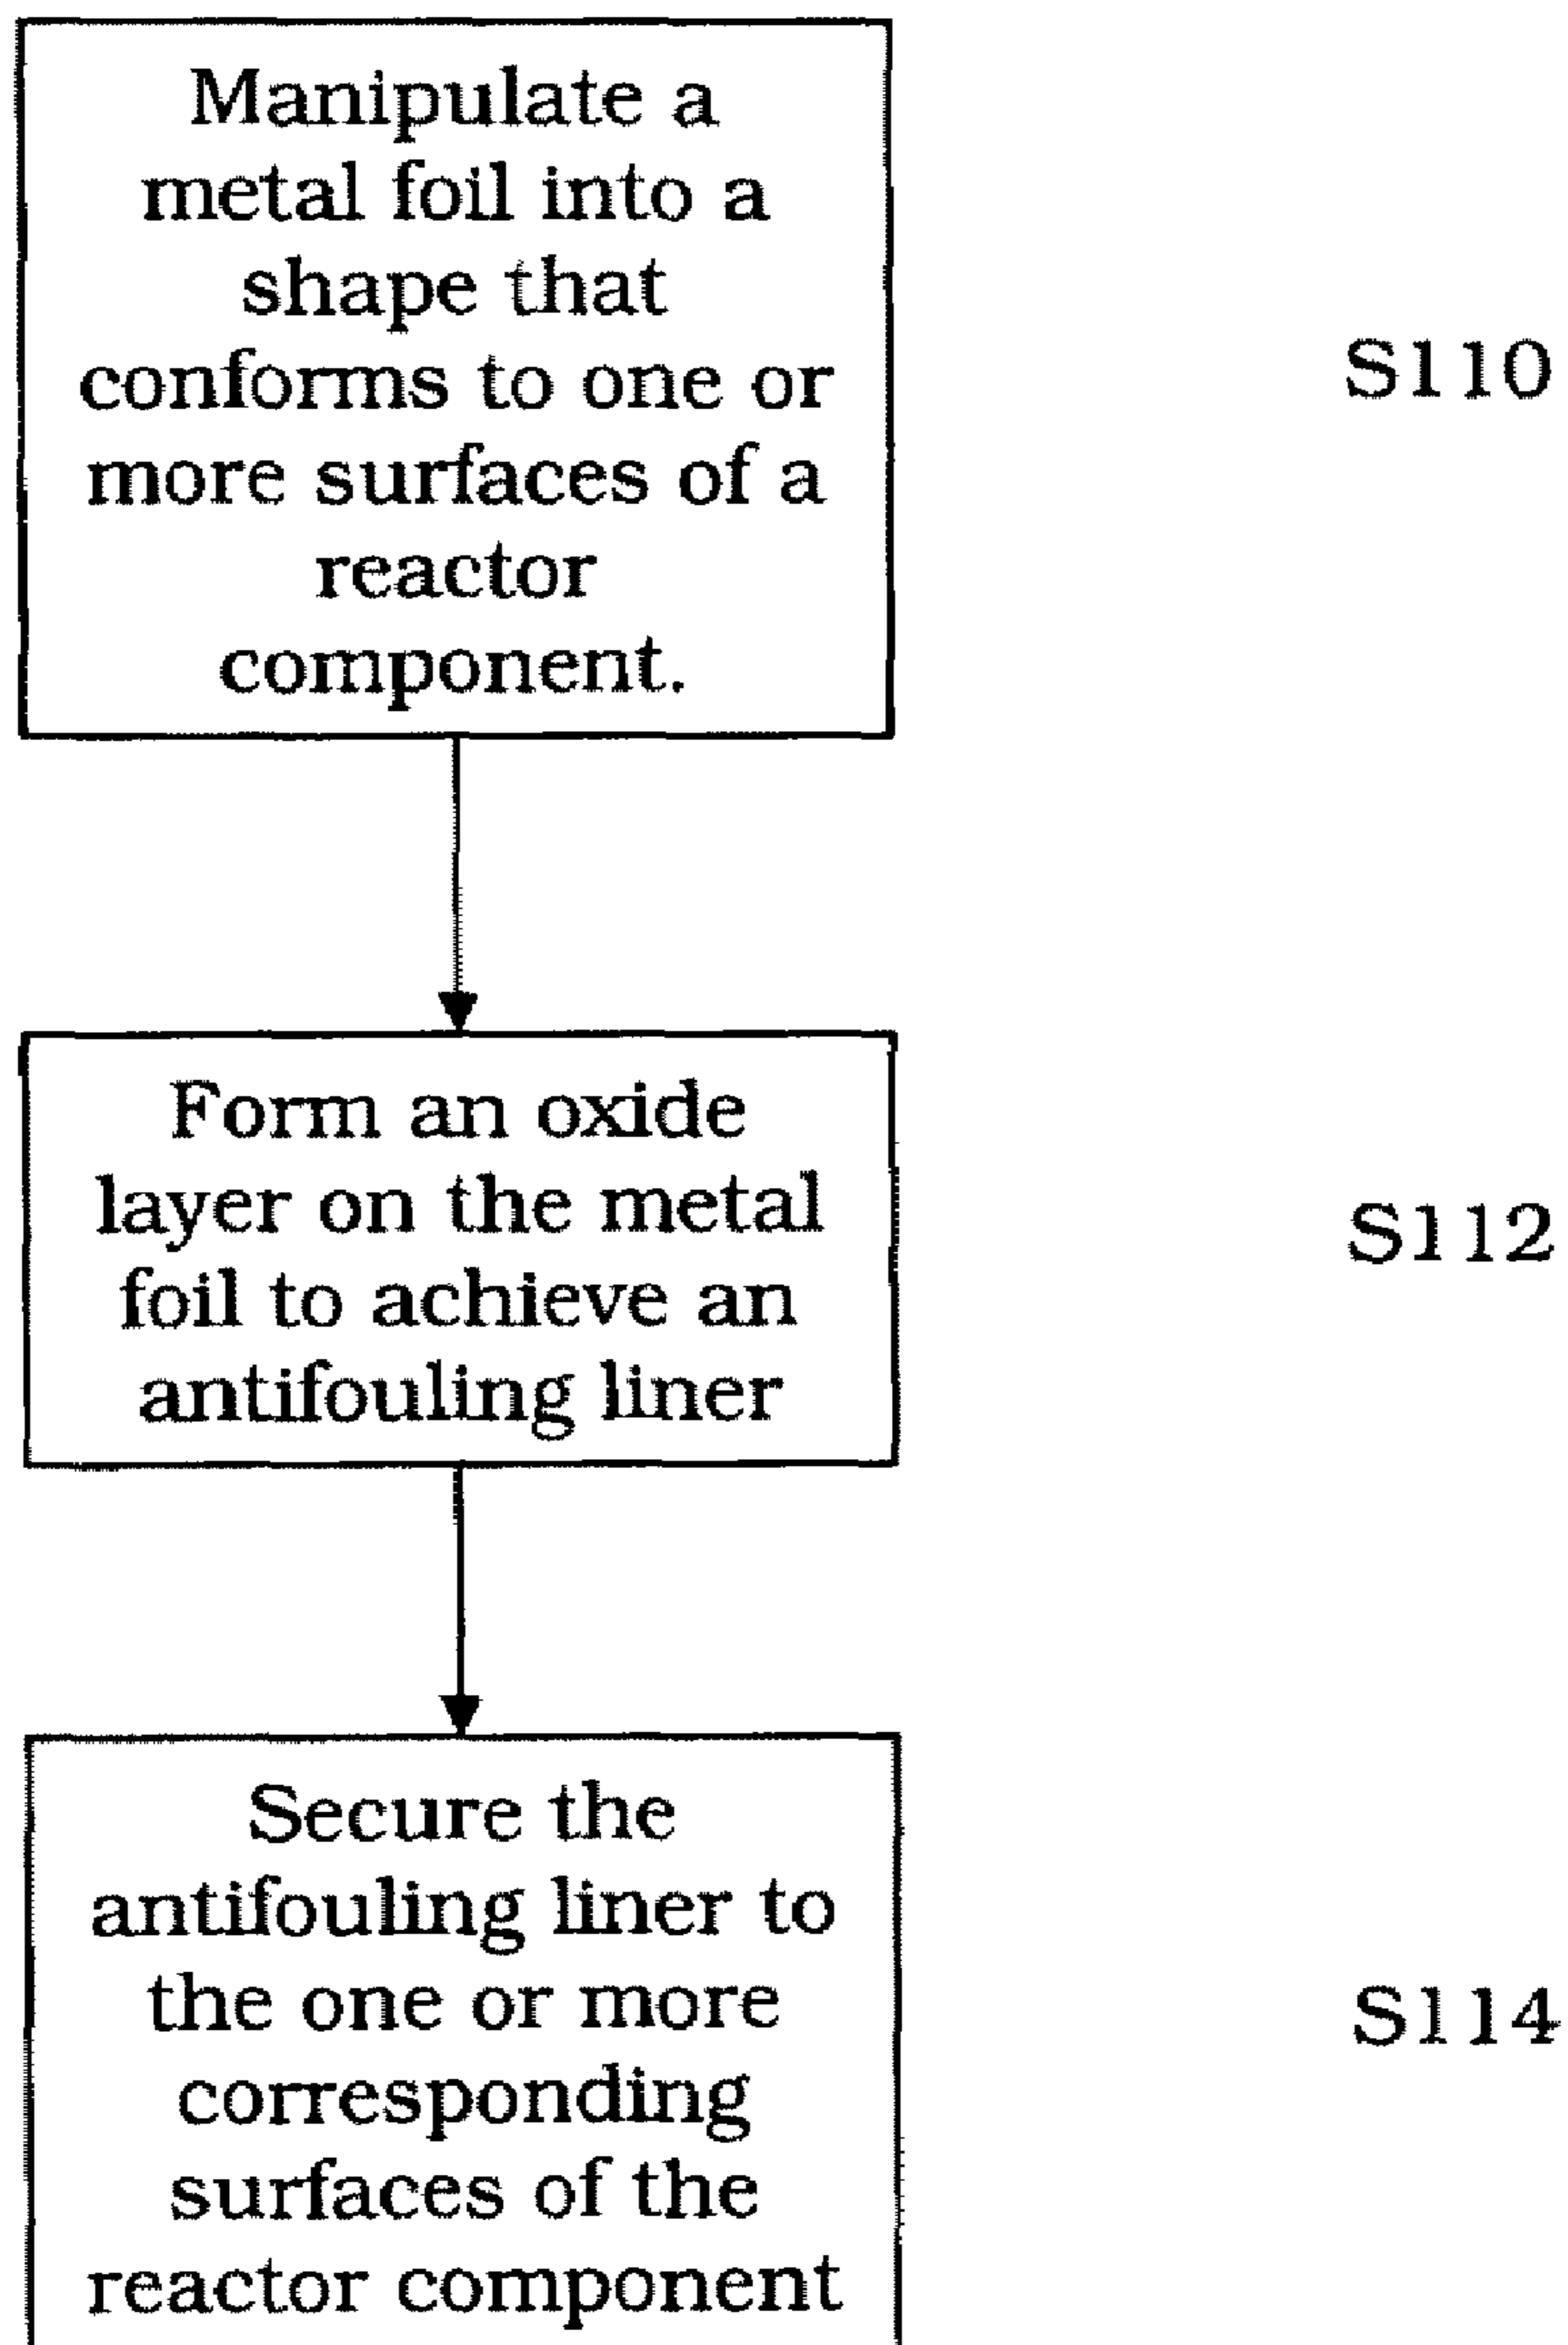 Manipulate a
metal foil into a
shape that
conforms to one or
more surfaces of a
reactor
component.
S110
Form an oxide
layer on the metal
foil to achieve an
antifouling liner
S112
Secure the
antifouling liner to
the one or more
corresponding
surfaces of the
reactor component
S114